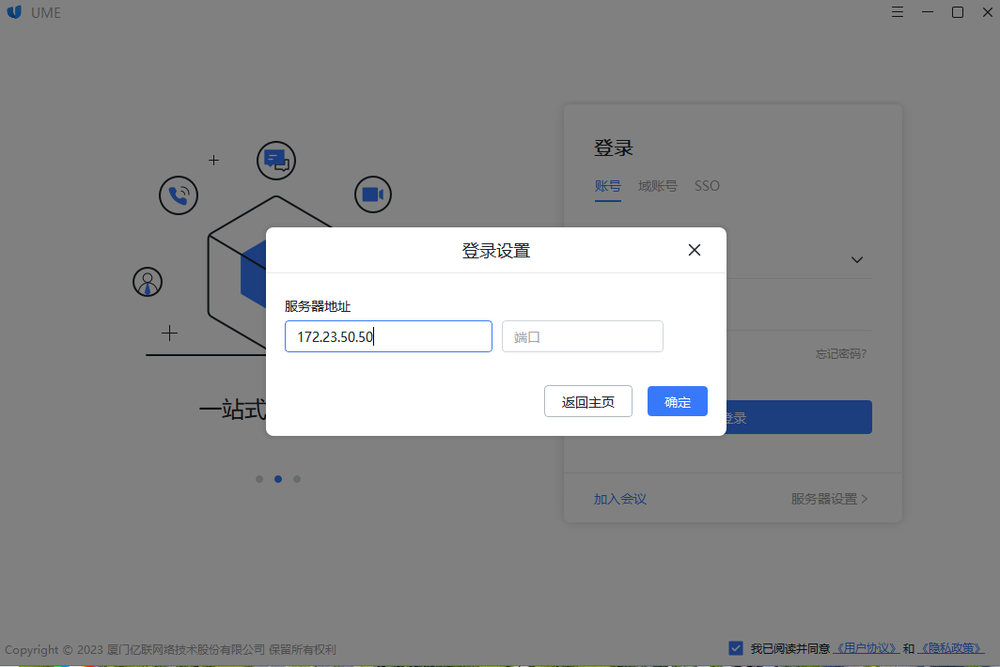 UME
登录
账号 域账号 SSO
登录设置
服务器地址
172.23.50.50 端口
忘记密码?
返回主页 确定
登录
一站式
加入会议 服务器设置
Copyright © 2023 厦门亿联网络技术股份有限公司 保留所有权利
我已阅读并同意 《用户协议》 和 《隐私政策》